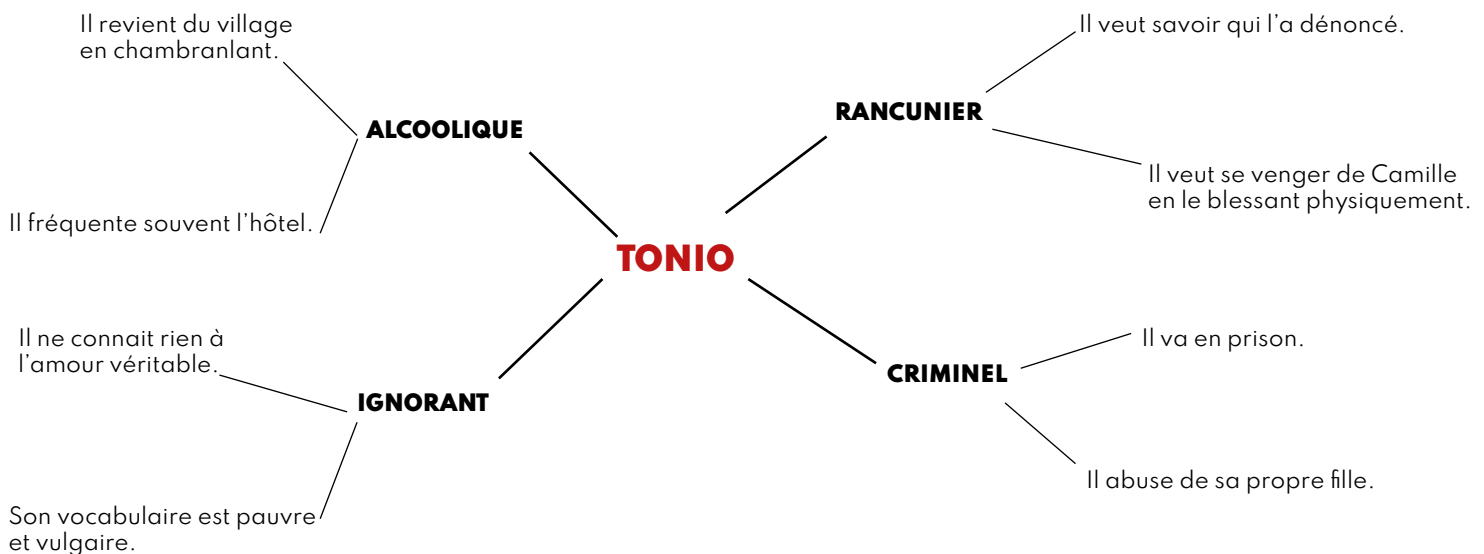 Il revient du village
en chambranlant.
ALCOOLIQUE
Il fréquente souvent l'hôtel.
Il veut savoir qui l'a dénoncé.
RANCUNIER
Il veut se venger de Camille
en le blessant physiquement.
TONIO
Il ne connait rien à
l'amour véritable.
IGNORANT
Son vocabulaire est pauvre
et vulgaire.
Il va en prison.
CRIMINEL
Il abuse de sa propre fille.